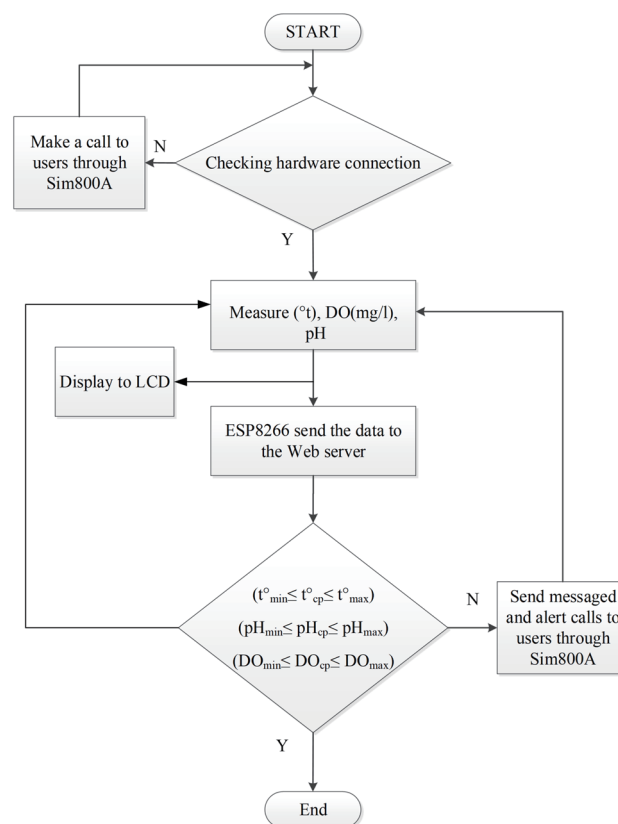 START
Make a call to
users through
Sim800A
N
Checking hardware connection
Y
Measure (°t), DO(mg/l),
pH
Display to LCD
ESP8266 send the data to
the Web server
(t°min≤ t°cp≤ t°max)
(pHmin≤ pHcp≤ pHmax)
(DOmin≤ DOcp≤ DOmax)
N
Send messaged
and alert calls to
users through
Sim800A
Y
End